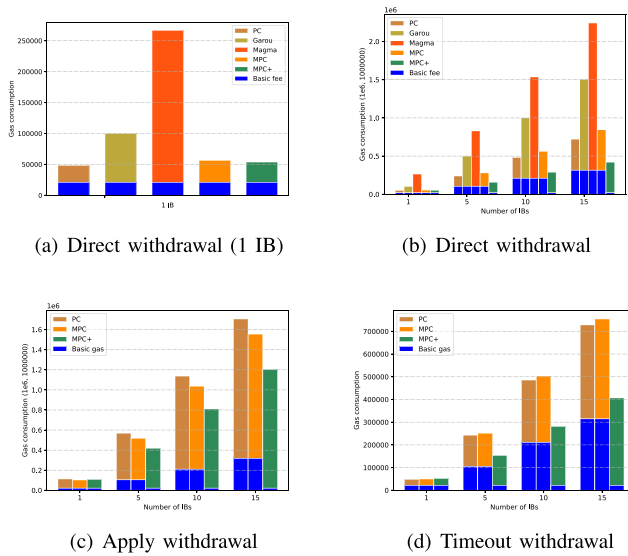 PC
Garou
Magma
MPC
MPC+
Basic fee
250000
200000
150000
100000
50000
0
Gas consumption
1 IB
(a) Direct withdrawal (1 IB)
1e6
PC
Garou
Magma
MPC
MPC+
Basic fee
2.0
1.5
1.0
0.5
0.0
Gas consumption (1e6, 1000000)
1 5 10 15
Number of IBs
(b) Direct withdrawal
1e6
PC
MPC
MPC+
Basic gas
1.6
1.4
1.2
1.0
0.8
0.6
0.4
0.2
0.0
Gas consumption (1e6, 1000000)
1 5 10 15
Number of IBs
(c) Apply withdrawal
PC
MPC
MPC+
Basic gas
700000
600000
500000
400000
300000
200000
100000
0
Gas consumption
1 5 10 15
Number of IBs
(d) Timeout withdrawal